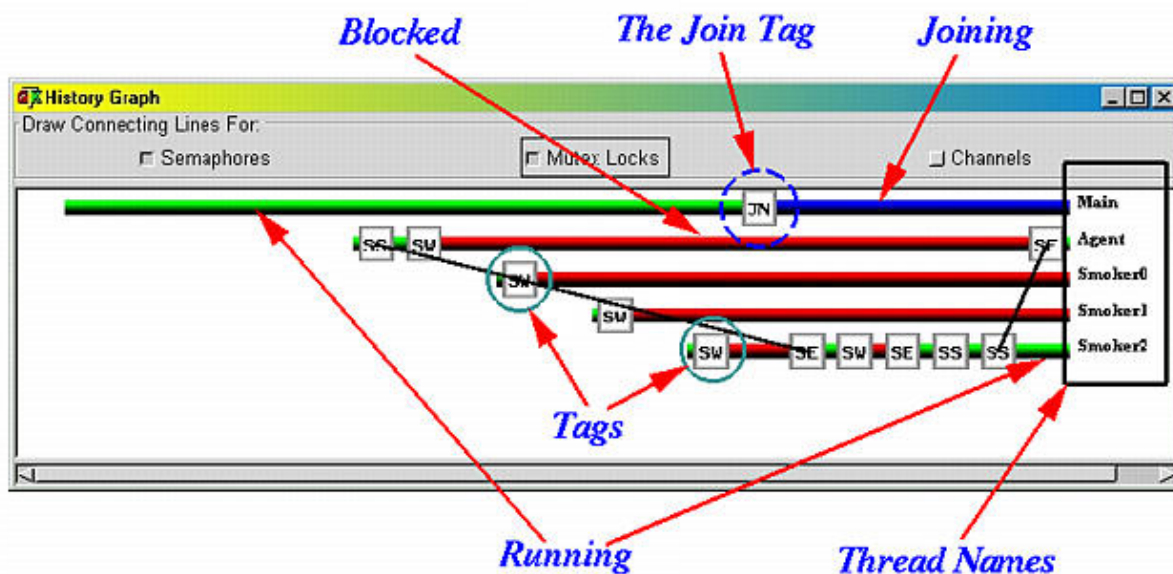 Blocked The Join Tag Joining
History Graph
Draw Connecting Lines For:
Semaphores Mutex Locks Channels
JN Main
SS SW SE Agent
SW Smoker0
SW Smoker1
SW SE SW SE SS SS Smoker2
Tags
Running Thread Names